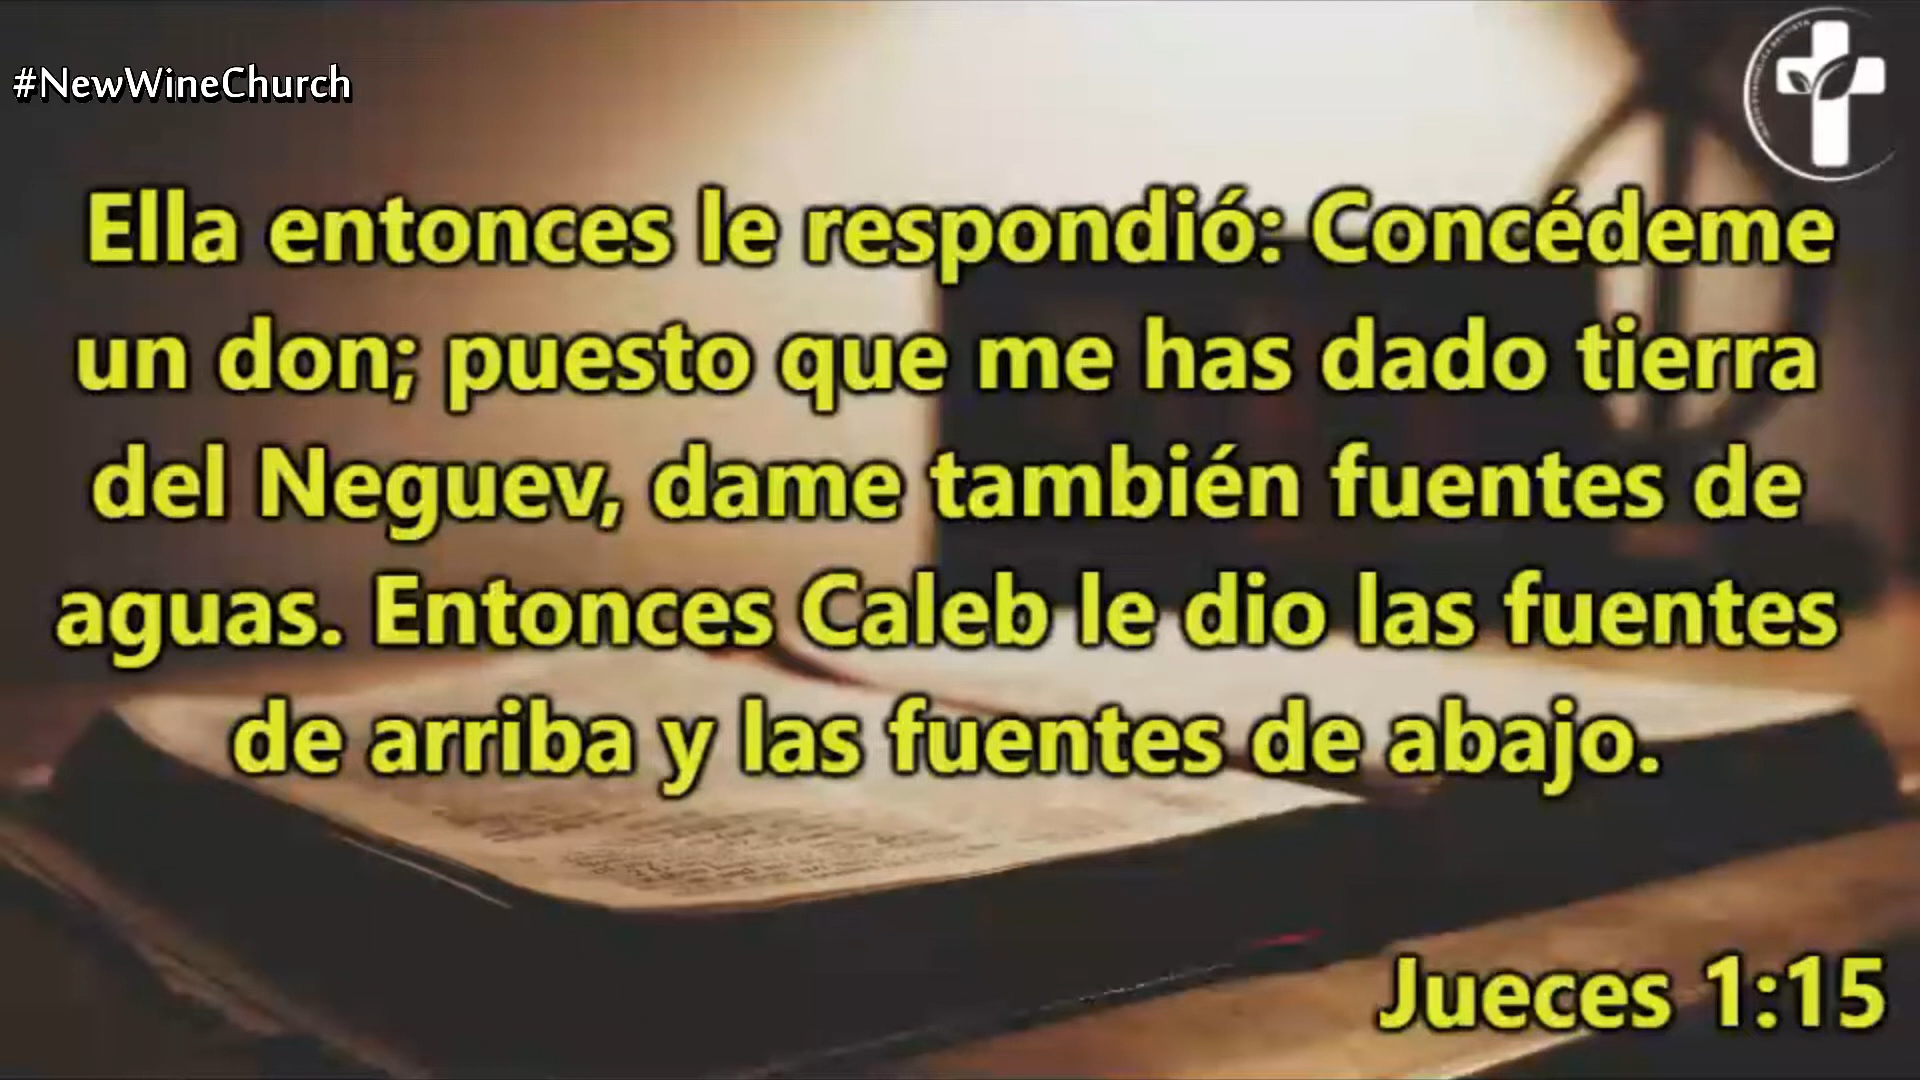 #NewWineChurch
Ella entonces le respondió: Concédeme
un don; puesto que me has dado tierra
del Neguev, dame también fuentes de
aguas. Entonces Caleb le dio las fuentes
de arriba y las fuentes de abajo.
Jueces 1:15